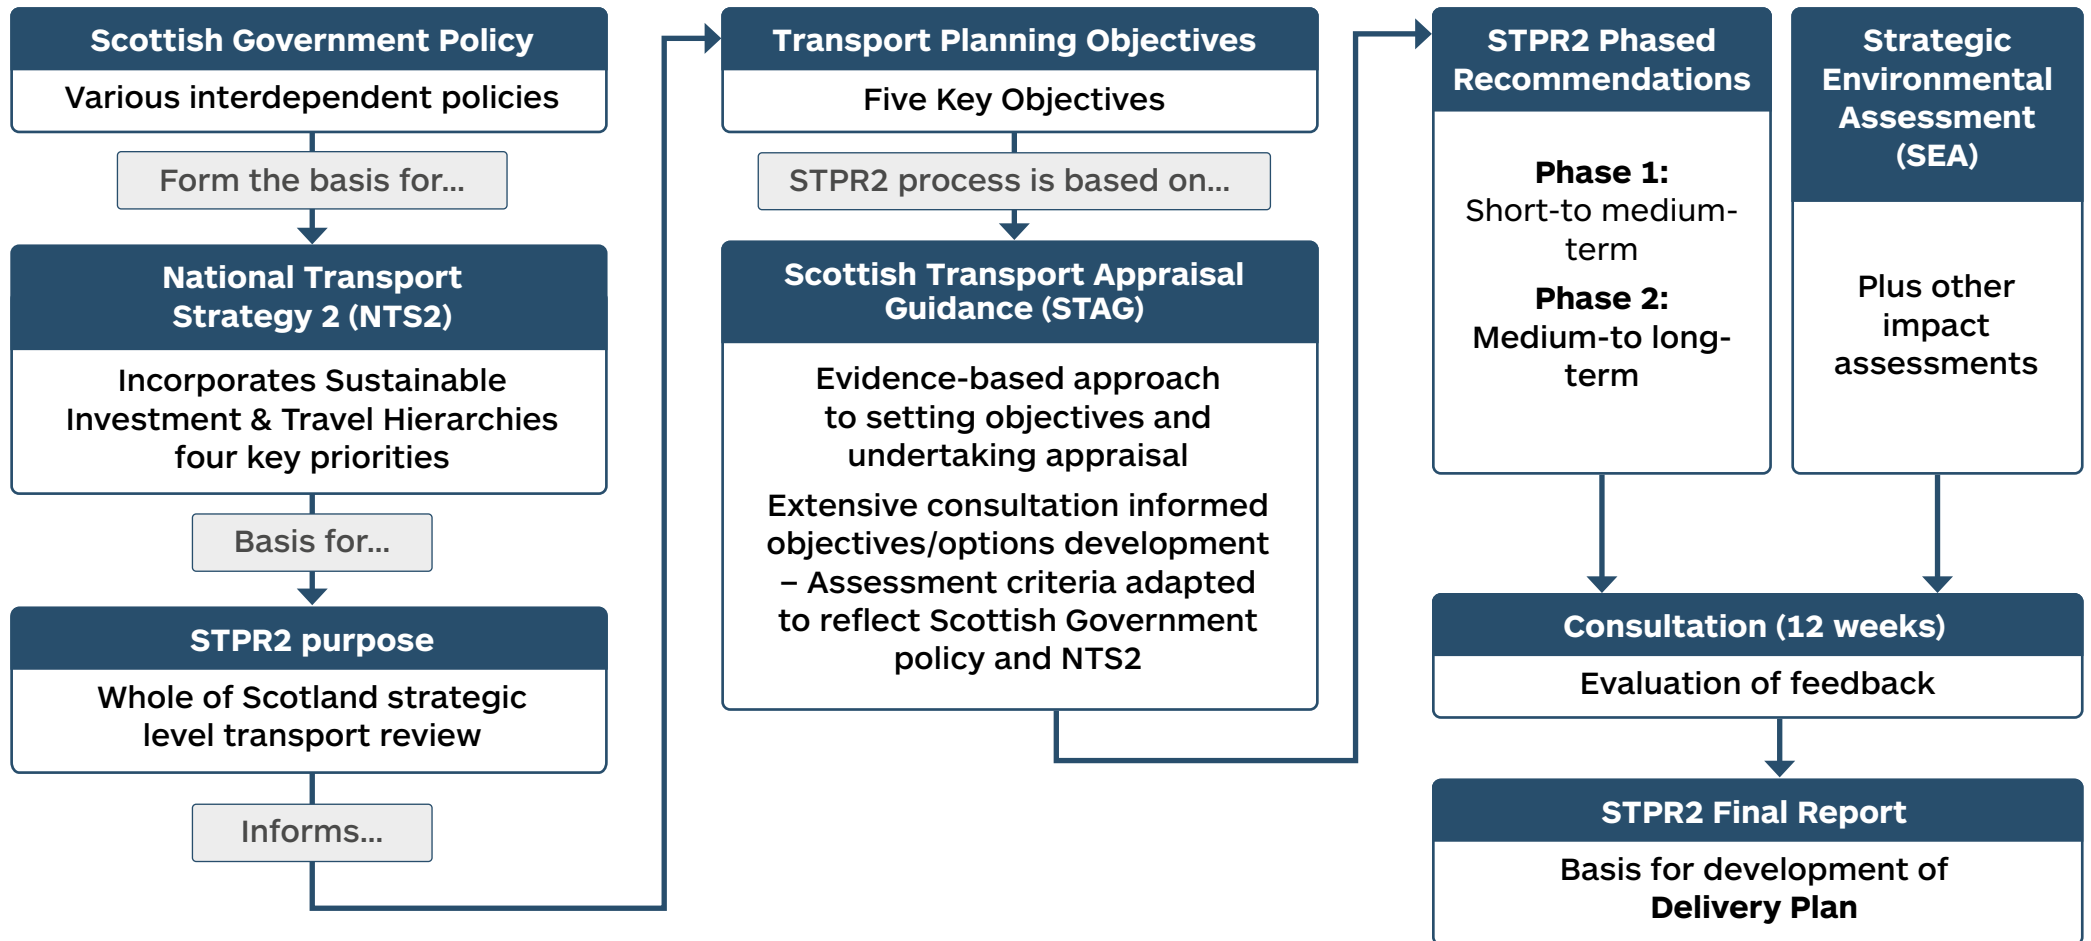 Scottish Government Policy
Various interdependent policies
Form the basis for...
National Transport
Strategy 2 (NTS2)
Incorporates Sustainable
Investment & Travel Hierarchies
four key priorities
Basis for...
STPR2 purpose
Whole of Scotland strategic
level transport review
Informs...
Transport Planning Objectives
Five Key Objectives
STPR2 process is based on...
Scottish Transport Appraisal
Guidance (STAG)
Evidence-based approach
to setting objectives and
undertaking appraisal
Extensive consultation informed
objectives/options development
– Assessment criteria adapted
to reflect Scottish Government
policy and NTS2
STPR2 Phased
Recommendations
Phase 1:
Short-to medium-
term
Phase 2:
Medium-to long-
term
Strategic
Environmental
Assessment
(SEA)
Plus other
impact
assessments
Consultation (12 weeks)
Evaluation of feedback
STPR2 Final Report
Basis for development of
Delivery Plan